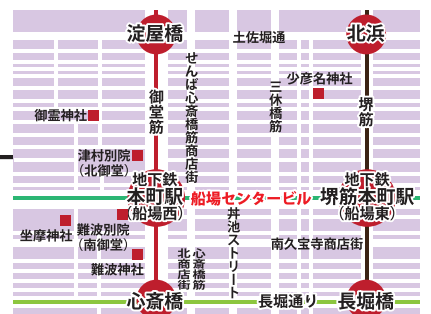 淀屋橋
北浜
土佐堀通
せんば心斎橋筋商店街
少彦名神社
三休橋筋
御堂筋
堺筋
御霊神社
津村別院
(北御堂)
地下鉄
本町駅
(船場西)
船場センタービル
地下鉄
堺筋本町駅
(船場東)
坐摩神社
難波別院
(南御堂)
丼池ストリート
南久宝寺商店街
心斎橋筋
北商店街
難波神社
心斎橋
長堀通り
長堀橋